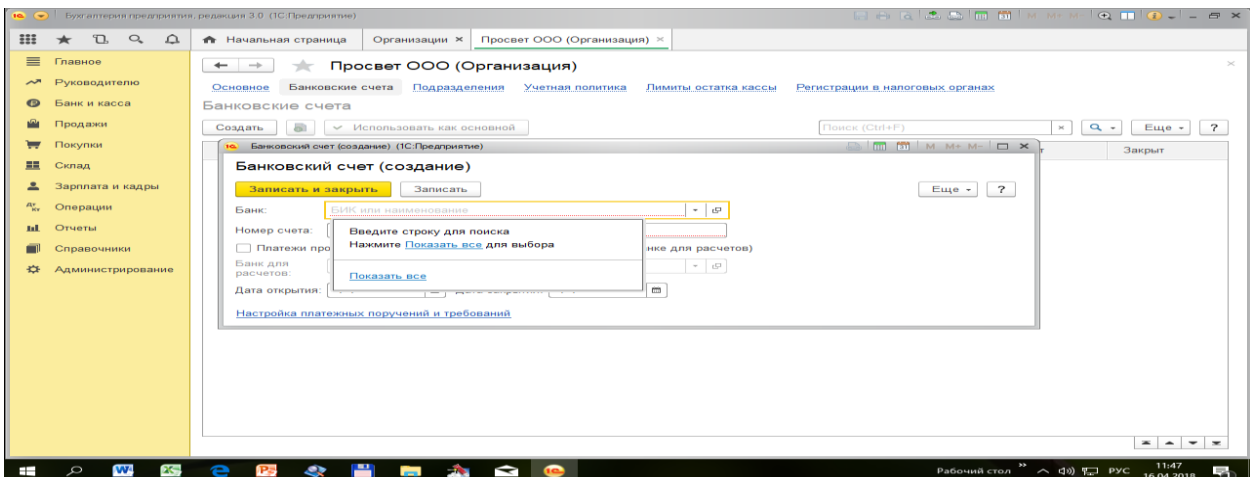 Бухгалтерия предприятия, редакция 3.0 (1С:Предприятие)
M M+ M-
Начальная страница
Организации ×
Просвет ООО (Организация) ×
Главное
Руководителю
Банк и касса
Продажи
Покупки
Склад
Зарплата и кадры
Операции
Отчеты
Справочники
Администрирование
Просвет ООО (Организация)
Основное Банковские счета Подразделения Учетная политика Лимиты остатка кассы Регистрации в налоговых органах
Банковские счета
Создать Использовать как основной Поиск (Ctrl+F) × Еще ?
Закрыт
Банковский счет (создание) (1С:Предприятие) M M+ M-
Банковский счет (создание)
Записать и закрыть Записать Еще ?
Банк: БИК или наименование
Номер счета:
Введите строку для поиска
Нажмите Показать все для выбора
Показать все
Платежи про
нке для расчетов)
Банк для
расчетов:
Дата открытия:
Настройка платежных поручений и требований
Рабочий стол » РУС 11:47
16.04.2018